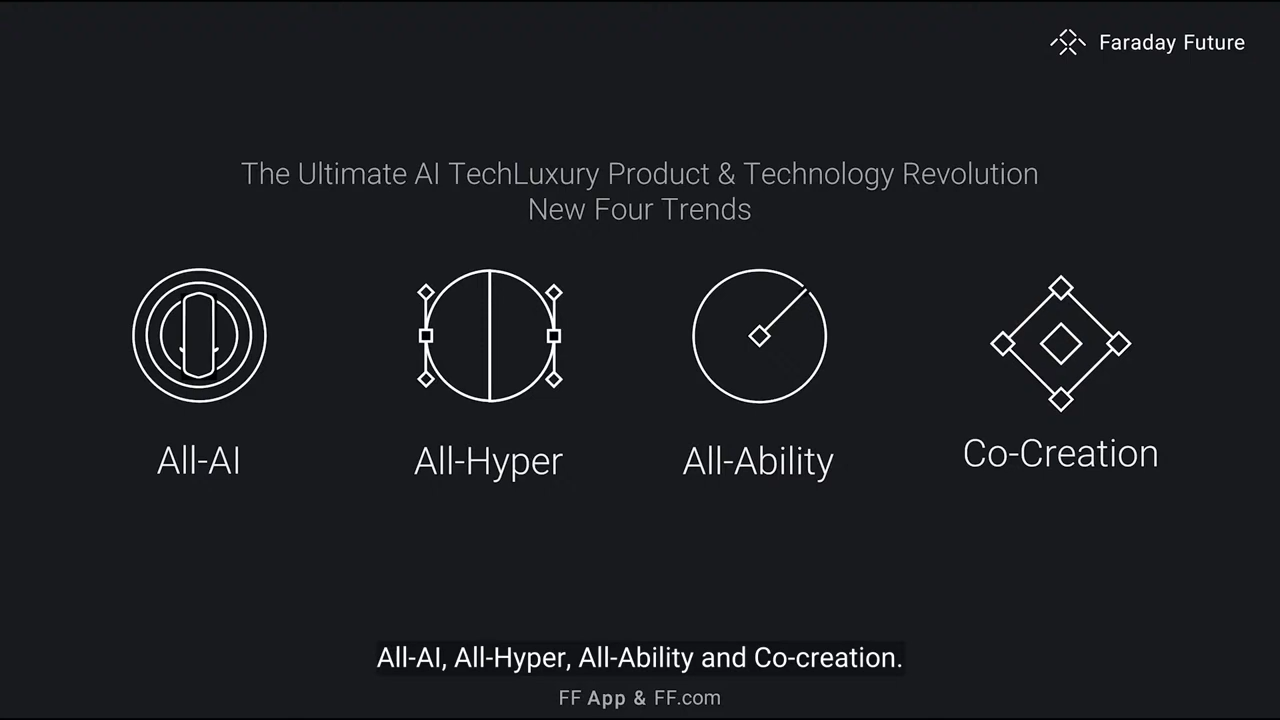 Faraday Future
The Ultimate AI TechLuxury Product & Technology Revolution
New Four Trends
All-AI
All-Hyper
All-Ability
Co-Creation
All-AI, All-Hyper, All-Ability and Co-creation.
FF App & FF.com